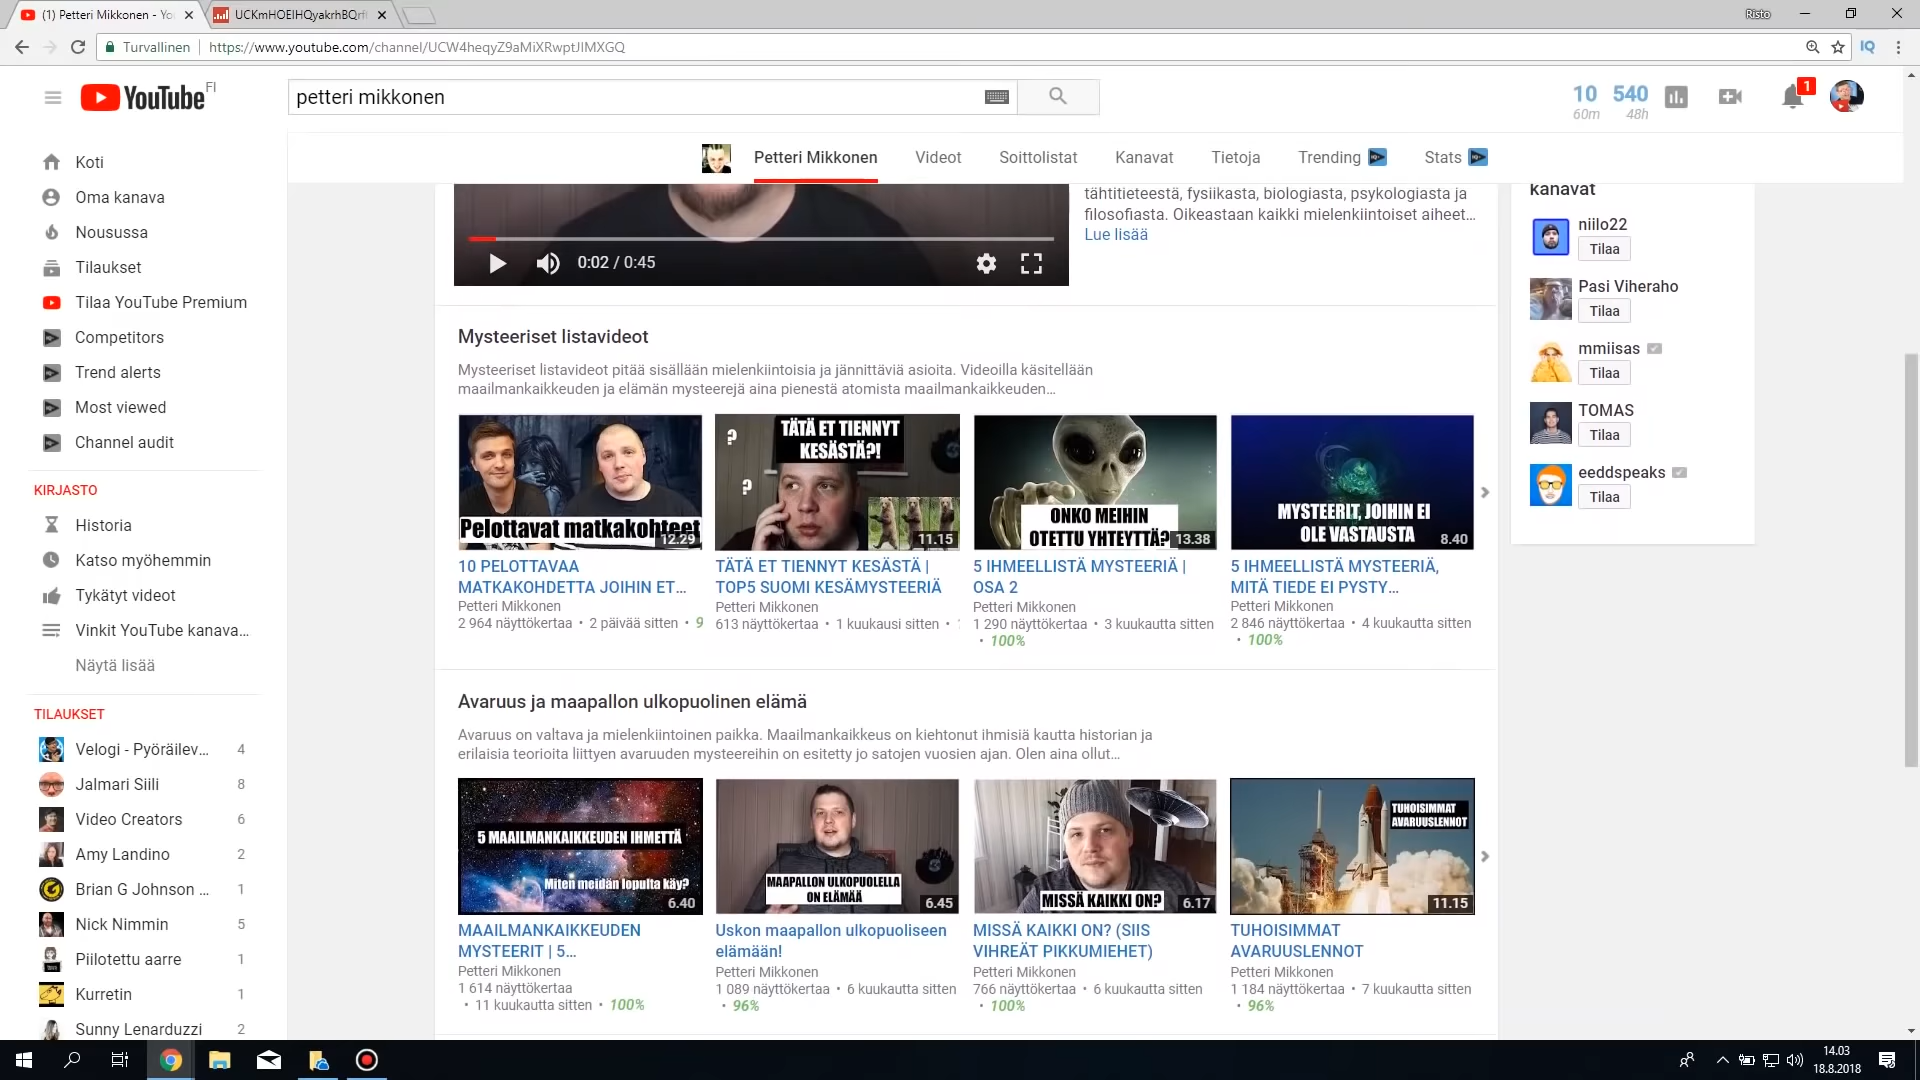 (1) Petteri Mikkonen - Yo
UCKmHOEIHQyakrhBQrfl
Risto
Turvallinen
https://www.youtube.com/channel/UCW4heqyZ9aMiXRwptJIMXGQ
IQ
YouTube FI
petteri mikkonen
10
60m
540
48h
1
Petteri Mikkonen
Videot
Soittolistat
Kanavat
Tietoja
Trending
Stats
Koti
Oma kanava
Nousussa
Tilaukset
Tilaa YouTube Premium
Competitors
Trend alerts
Most viewed
Channel audit
KIRJASTO
Historia
Katso myöhemmin
Tykätyt videot
Vinkit YouTube kanava...
Näytä lisää
TILAUKSET
Velogi - Pyöräilev... 4
Jalmari Siili 8
Video Creators 6
Amy Landino 2
Brian G Johnson ... 1
Nick Nimmin 5
Piilotettu aarre 1
Kurretin 1
Sunny Lenarduzzi 2
0:02 / 0:45
tähtitieteestä, fysiikasta, biologiasta, psykologiasta ja
filosofiasta. Oikeastaan kaikki mielenkiintoiset aiheet...
Lue lisää
Mysteeriset listavideot
Mysteeriset listavideot pitää sisällään mielenkiintoisia ja jännittäviä asioita. Videoilla käsitellään
maailmankaikkeuden ja elämän mysteerejä aina pienestä atomista maailmankaikkeuden...
Pelottavat matkakohteet
12.29
10 PELOTTAVAA
MATKAKOHDETTA JOIHIN ET...
Petteri Mikkonen
2 964 näyttökertaa • 2 päivää sitten • 9
? TÄTÄ ET TIENNYT
KESÄSTÄ?!
?
11.15
TÄTÄ ET TIENNYT KESÄSTÄ |
TOP5 SUOMI KESÄMYSTEERIÄ
Petteri Mikkonen
613 näyttökertaa • 1 kuukausi sitten •
ONKO MEIHIN
OTETTU YHTEYTTÄ?
13.38
5 IHMEELLISTÄ MYSTEERIÄ |
OSA 2
Petteri Mikkonen
1 290 näyttökertaa • 3 kuukautta sitten
• 100%
MYSTEERIT, JOIHIN EI
OLE VASTAUSTA
8.40
5 IHMEELLISTÄ MYSTEERIÄ,
MITÄ TIEDE EI PYSTY...
Petteri Mikkonen
2 846 näyttökertaa • 4 kuukautta sitten
• 100%
Avaruus ja maapallon ulkopuolinen elämä
Avaruus on valtava ja mielenkiintoinen paikka. Maailmankaikkeus on kiehtonut ihmisiä kautta historian ja
erilaisia teorioita liittyen avaruuden mysteereihin on esitetty jo satojen vuosien ajan. Olen aina ollut...
5 MAAILMANKAIKKEUDEN IHMETTÄ
Miten meidän lopulta käy?
6.40
MAAILMANKAIKKEUDEN
MYSTEERIT | 5...
Petteri Mikkonen
1 614 näyttökertaa
• 11 kuukautta sitten • 100%
MAAPALLON ULKOPUOLELLA
ON ELÄMÄÄ
6.45
Uskon maapallon ulkopuoliseen
elämään!
Petteri Mikkonen
1 089 näyttökertaa • 6 kuukautta sitten
• 96%
MISSÄ KAIKKI ON?
6.17
MISSÄ KAIKKI ON? (SIIS
VIHREÄT PIKKUMIEHET)
Petteri Mikkonen
766 näyttökertaa • 6 kuukautta sitten
• 100%
TUHOISIMMAT
AVARUUSLENNOT
11.15
TUHOISIMMAT
AVARUUSLENNOT
Petteri Mikkonen
1 184 näyttökertaa • 7 kuukautta sitten
• 96%
kanavat
niilo22
Tilaa
Pasi Viheraho
Tilaa
mmiisas
Tilaa
TOMAS
Tilaa
eeddspeaks
Tilaa
14.03
18.8.2018